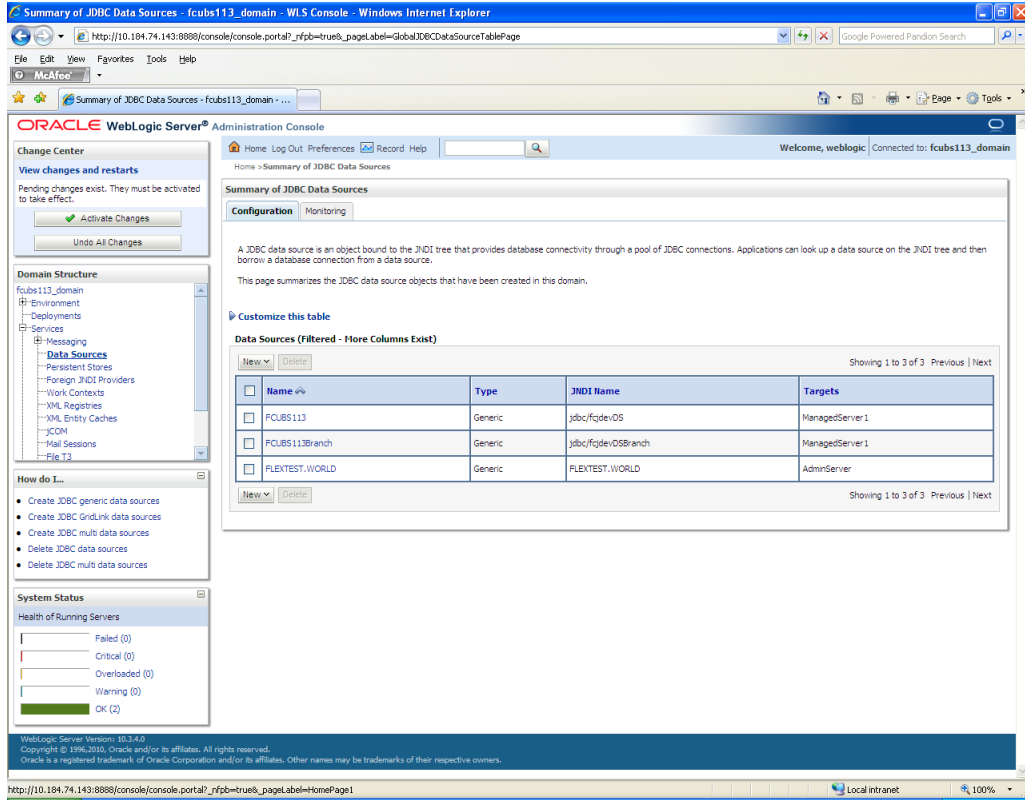 Summary of JDBC Data Sources - fcubs113_domain - WLS Console - Windows Internet Explorer
http://10.184.74.143:8888/console/console.portal?_nfpb=true&_pageLabel=GlobalJDBCDataSourceTablePage
Google Powered Pandion Search
File Edit View Favorites Tools Help
McAfee
Summary of JDBC Data Sources - fcubs113_domain - ...
Page Tools
ORACLE WebLogic Server® Administration Console
Change Center
View changes and restarts
Pending changes exist. They must be activated
to take effect.
Activate Changes
Undo All Changes
Domain Structure
fcubs113_domain
Environment
Deployments
Services
Messaging
Data Sources
Persistent Stores
Foreign JNDI Providers
Work Contexts
XML Registries
XML Entity Caches
jCOM
Mail Sessions
File T3
How do I...
Create JDBC generic data sources
Create JDBC GridLink data sources
Create JDBC multi data sources
Delete JDBC data sources
Delete JDBC multi data sources
System Status
Health of Running Servers
Failed (0)
Critical (0)
Overloaded (0)
Warning (0)
OK (2)
Home Log Out Preferences Record Help
Welcome, weblogic Connected to: fcubs113_domain
Home >Summary of JDBC Data Sources
Summary of JDBC Data Sources
Configuration Monitoring
A JDBC data source is an object bound to the JNDI tree that provides database connectivity through a pool of JDBC connections. Applications can look up a data source on the JNDI tree and then
borrow a database connection from a data source.
This page summarizes the JDBC data source objects that have been created in this domain.
Customize this table
Data Sources (Filtered - More Columns Exist)
New Delete Showing 1 to 3 of 3 Previous | Next
Name Type JNDI Name Targets
FCUBS113 Generic jdbc/fcjdevDS ManagedServer1
FCUBS113Branch Generic jdbc/fcjdevDSBranch ManagedServer1
FLEXTEST.WORLD Generic FLEXTEST.WORLD AdminServer
New Delete Showing 1 to 3 of 3 Previous | Next
WebLogic Server Version: 10.3.4.0
Copyright © 1996,2010, Oracle and/or its affiliates. All rights reserved.
Oracle is a registered trademark of Oracle Corporation and/or its affiliates. Other names may be trademarks of their respective owners.
http://10.184.74.143:8888/console/console.portal?_nfpb=true&_pageLabel=HomePage1
Local intranet
100%